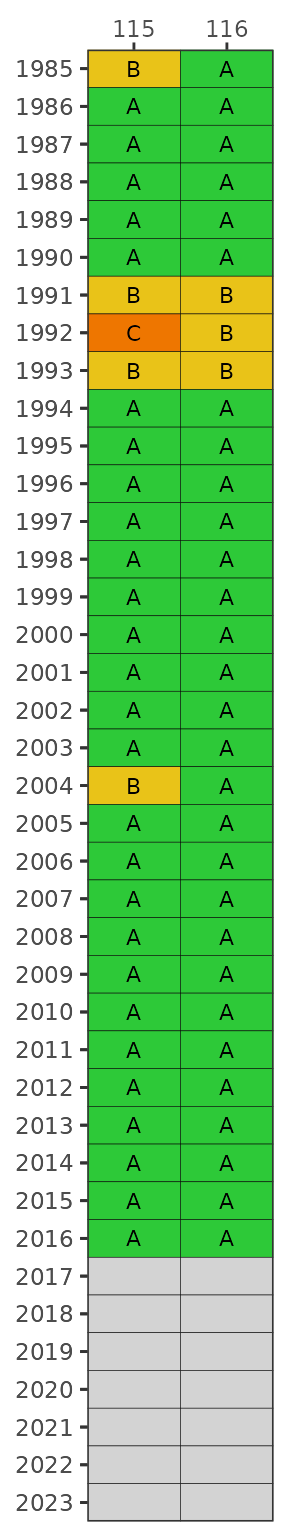 115 116
1985 B A
1986 A A
1987 A A
1988 A A
1989 A A
1990 A A
1991 B B
1992 C B
1993 B B
1994 A A
1995 A A
1996 A A
1997 A A
1998 A A
1999 A A
2000 A A
2001 A A
2002 A A
2003 A A
2004 B A
2005 A A
2006 A A
2007 A A
2008 A A
2009 A A
2010 A A
2011 A A
2012 A A
2013 A A
2014 A A
2015 A A
2016 A A
2017
2018
2019
2020
2021
2022
2023